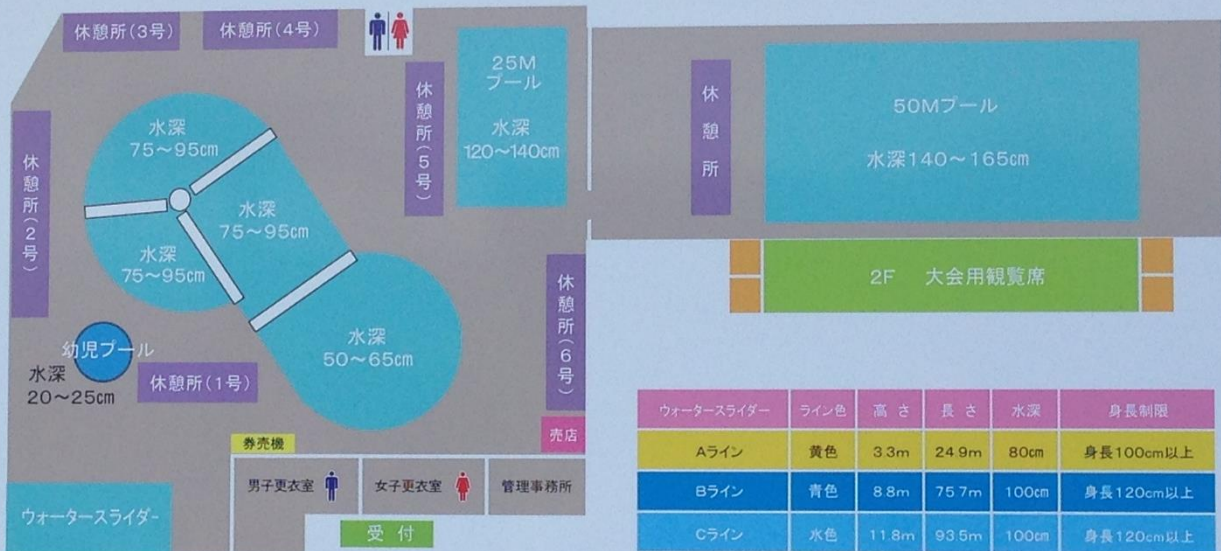 休憩所(3号)
休憩所(4号)
25M
プール
水深
120～140cm
休憩所(5号)
休憩所
50Mプール
水深140～165cm
水深
75～95cm
休憩所(2号)
水深
75～95cm
水深
75～95cm
2F 大会用観覧席
休憩所(6号)
水深
50～65cm
幼児プール
水深
20～25cm
休憩所(1号)
売店
券売機
男子更衣室
女子更衣室
管理事務所
受付
ウォータースライダー
ウォータースライダー ライン色 高さ 長さ 水深 身長制限
Aライン 黄色 3.3m 24.9m 80cm 身長100cm以上
Bライン 青色 8.8m 75.7m 100cm 身長120cm以上
Cライン 水色 11.8m 93.5m 100cm 身長120cm以上